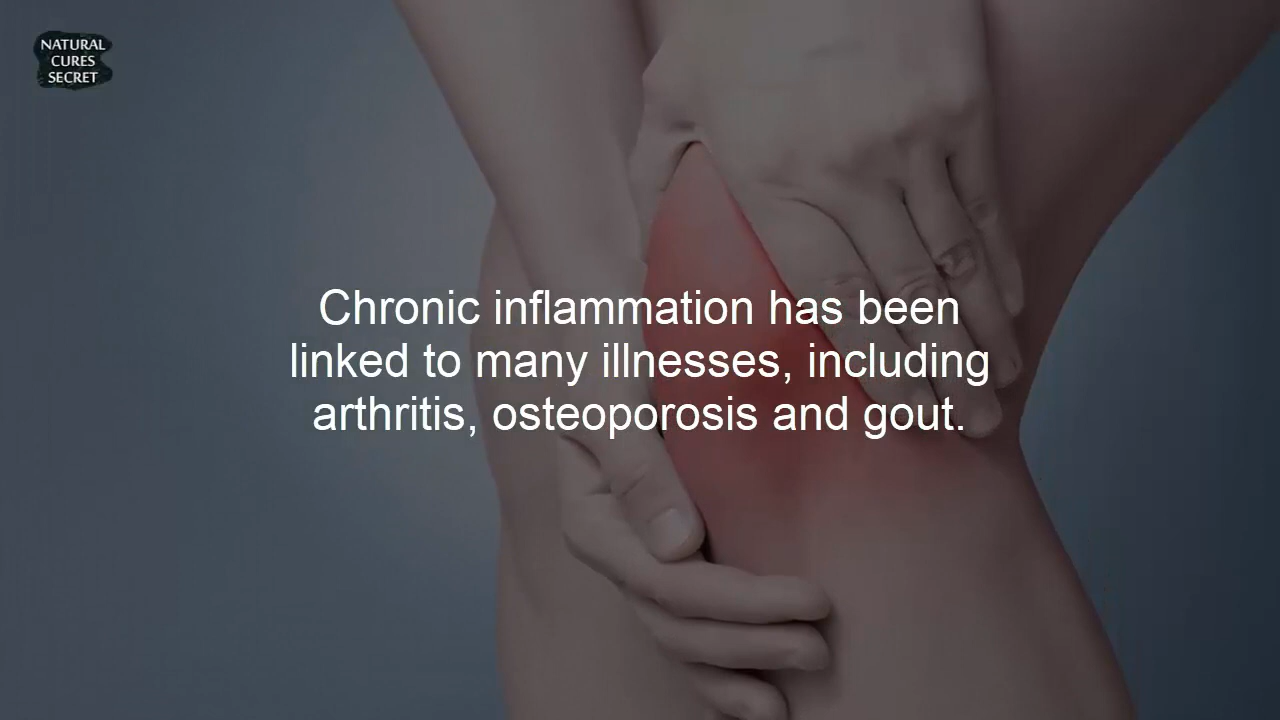 NATURAL
CURES
SECRET
Chronic inflammation has been
linked to many illnesses, including
arthritis, osteoporosis and gout.